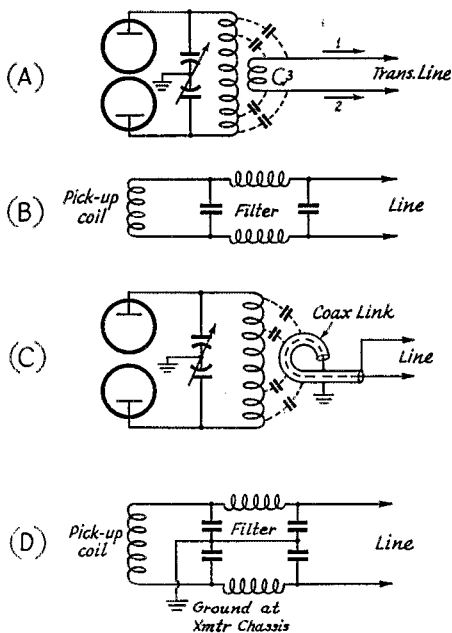 (A)
1
C³
Trans. Line
2
(B)
Pick-up
coil
Filter
Line
(C)
Coax Link
Line
(D)
Pick-up
coil
Filter
Line
Ground at
Xmtr Chassis